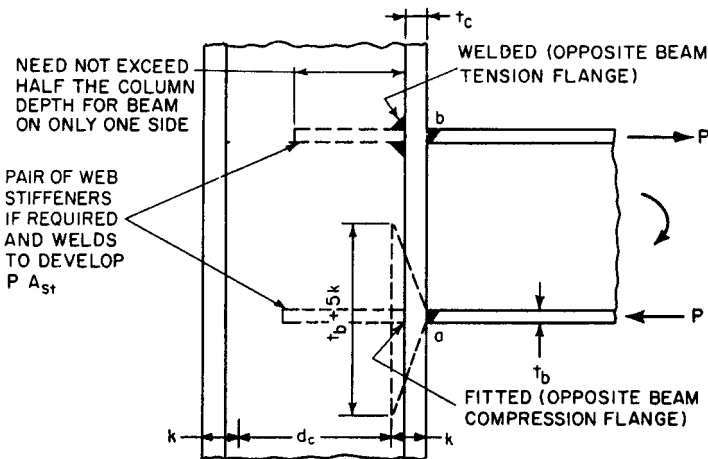 t_c
NEED NOT EXCEED
HALF THE COLUMN
DEPTH FOR BEAM
ON ONLY ONE SIDE
WELDED (OPPOSITE BEAM
TENSION FLANGE)
b
P
PAIR OF WEB
STIFFENERS
IF REQUIRED
AND WELDS
TO DEVELOP
P A_St
t_b + 5k
P
a
t_b
FITTED (OPPOSITE BEAM
COMPRESSION FLANGE)
k
d_c
k